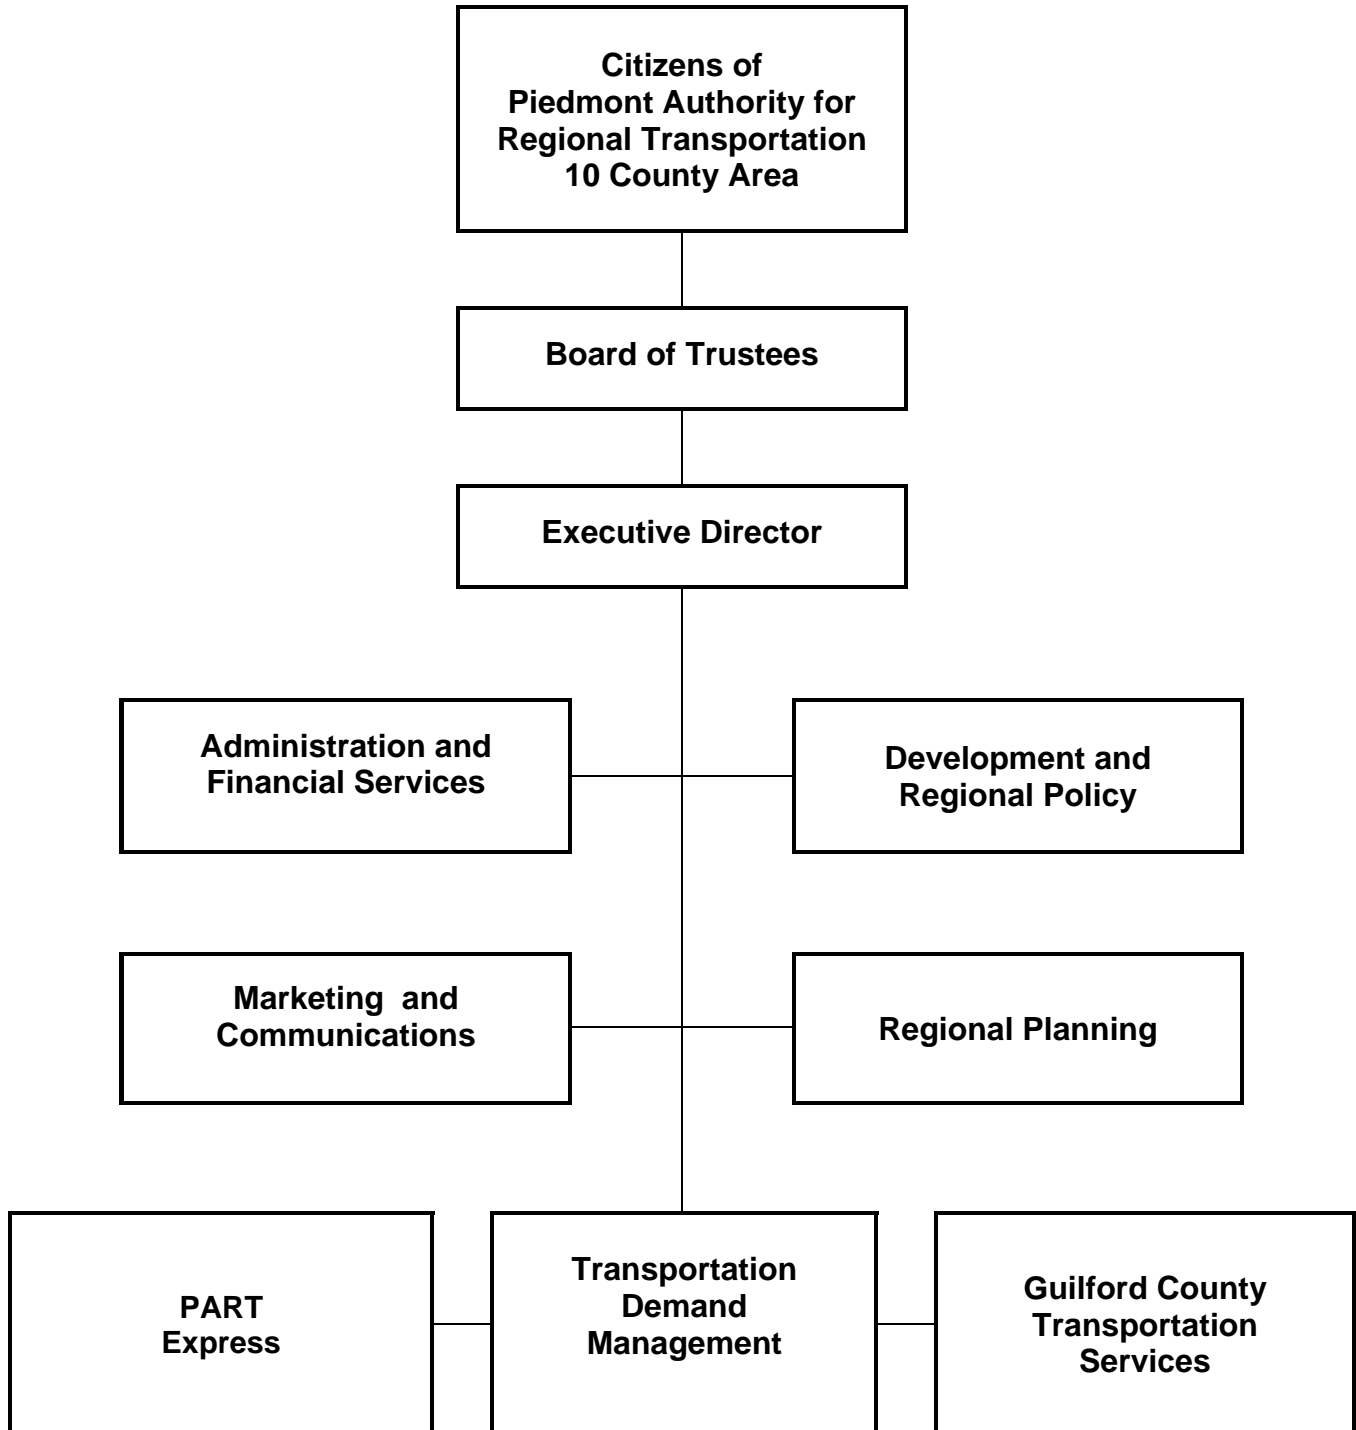 Citizens of
Piedmont Authority for
Regional Transportation
10 County Area
Board of Trustees
Executive Director
Administration and
Financial Services
Development and
Regional Policy
Marketing  and
Communications
Regional Planning
PART
Express
Transportation
Demand
Management
Guilford County
Transportation
Services